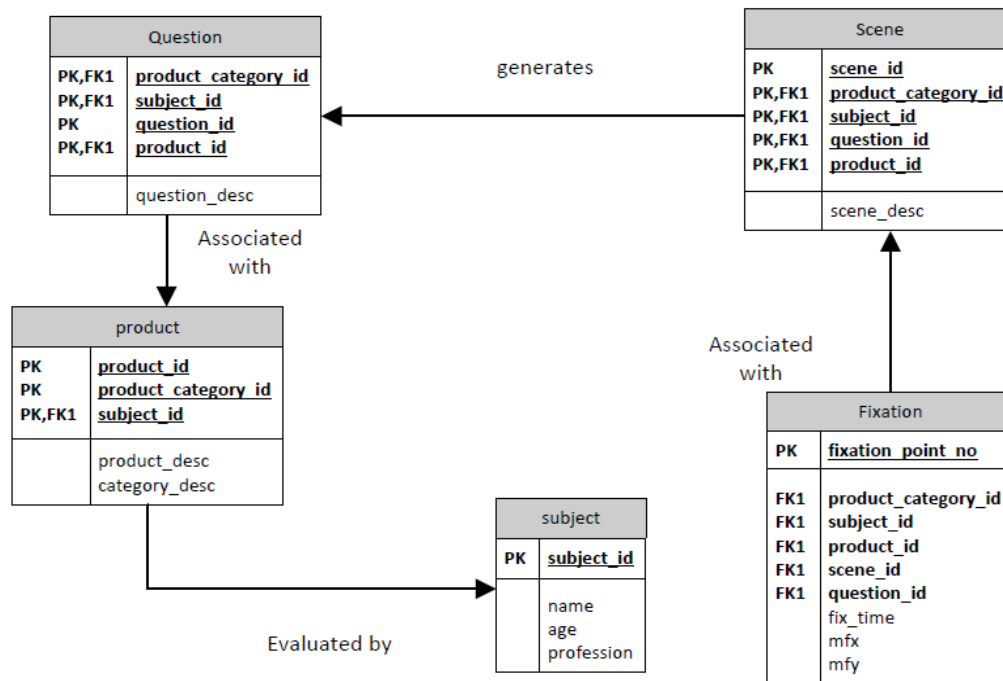 Question
PK,FK1 product_category_id
PK,FK1 subject_id
PK question_id
PK,FK1 product_id
question_desc
generates
Scene
PK scene_id
PK,FK1 product_category_id
PK,FK1 subject_id
PK,FK1 question_id
PK,FK1 product_id
scene_desc
Associated
with
product
PK product_id
PK product_category_id
PK,FK1 subject_id
product_desc
category_desc
Evaluated by
subject
PK subject_id
name
age
profession
Associated
with
Fixation
PK fixation_point_no
FK1 product_category_id
FK1 subject_id
FK1 product_id
FK1 scene_id
FK1 question_id
fix_time
mfx
mfy